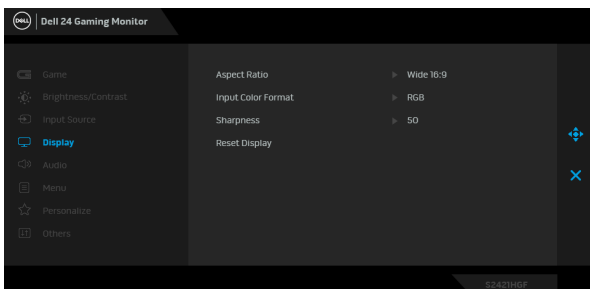 DELL Dell 24 Gaming Monitor
Game
Brightness/Contrast
Input Source
Display
Audio
Menu
Personalize
Others
Aspect Ratio Wide 16:9
Input Color Format RGB
Sharpness 50
Reset Display
S2421HGF